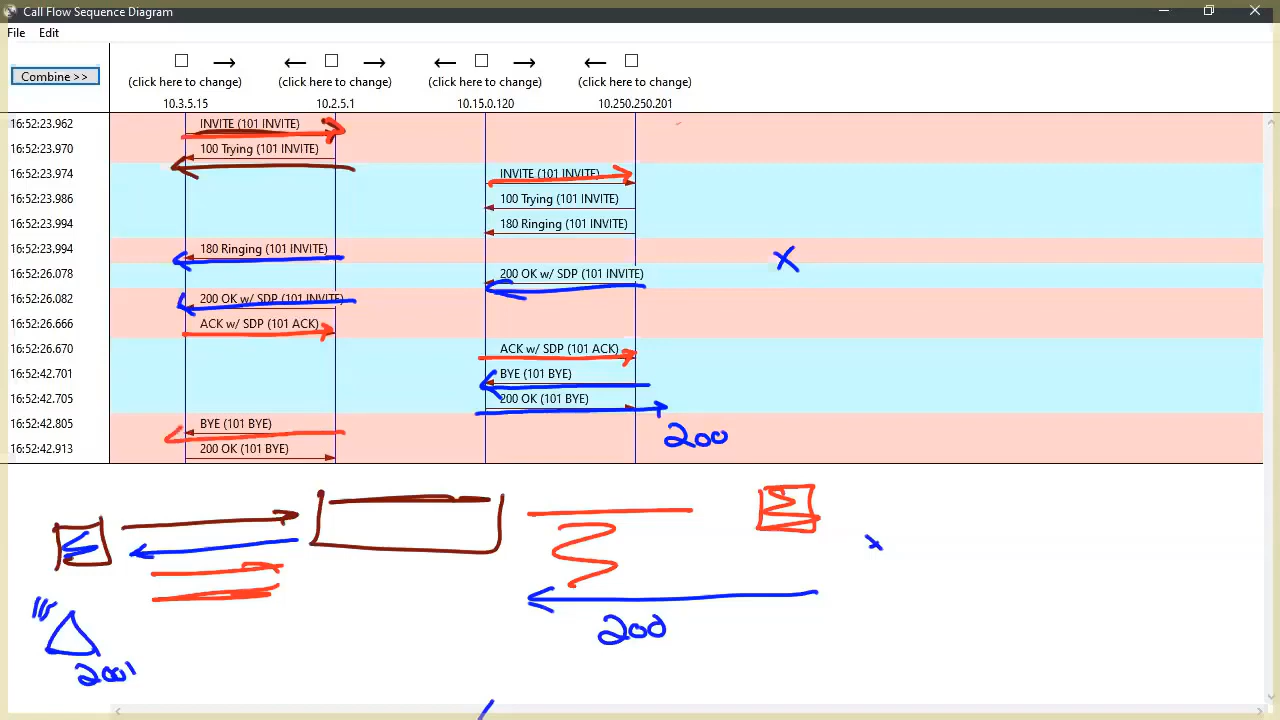 Call Flow Sequence Diagram
File Edit
Combine >>
(click here to change) (click here to change) (click here to change) (click here to change)
10.3.5.15 10.2.5.1 10.15.0.120 10.250.250.201
16:52:23.962 INVITE (101 INVITE)
16:52:23.970 100 Trying (101 INVITE)
16:52:23.974 INVITE (101 INVITE)
16:52:23.986 100 Trying (101 INVITE)
16:52:23.994 180 Ringing (101 INVITE)
16:52:23.994 180 Ringing (101 INVITE)
16:52:26.078 200 OK w/ SDP (101 INVITE)
16:52:26.082 200 OK w/ SDP (101 INVITE)
16:52:26.666 ACK w/ SDP (101 ACK)
16:52:26.670 ACK w/ SDP (101 ACK)
16:52:42.701 BYE (101 BYE)
16:52:42.705 200 OK (101 BYE)
16:52:42.805 BYE (101 BYE)
200
16:52:42.913 200 OK (101 BYE)
200
200